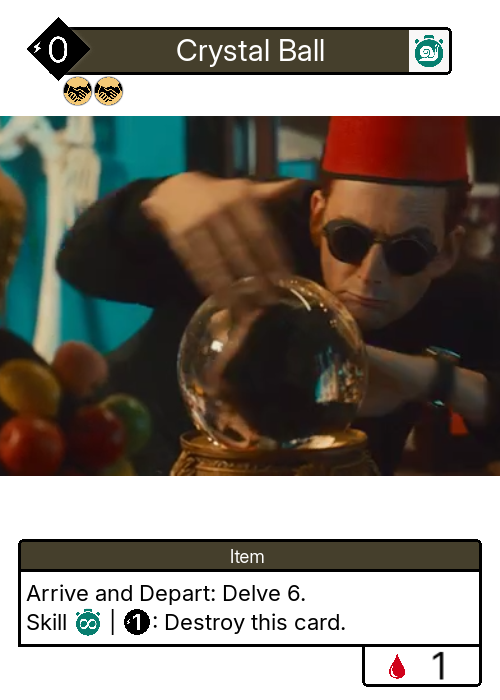 0
Crystal Ball
Item
Arrive and Depart: Delve 6.
Skill | 1: Destroy this card.
1